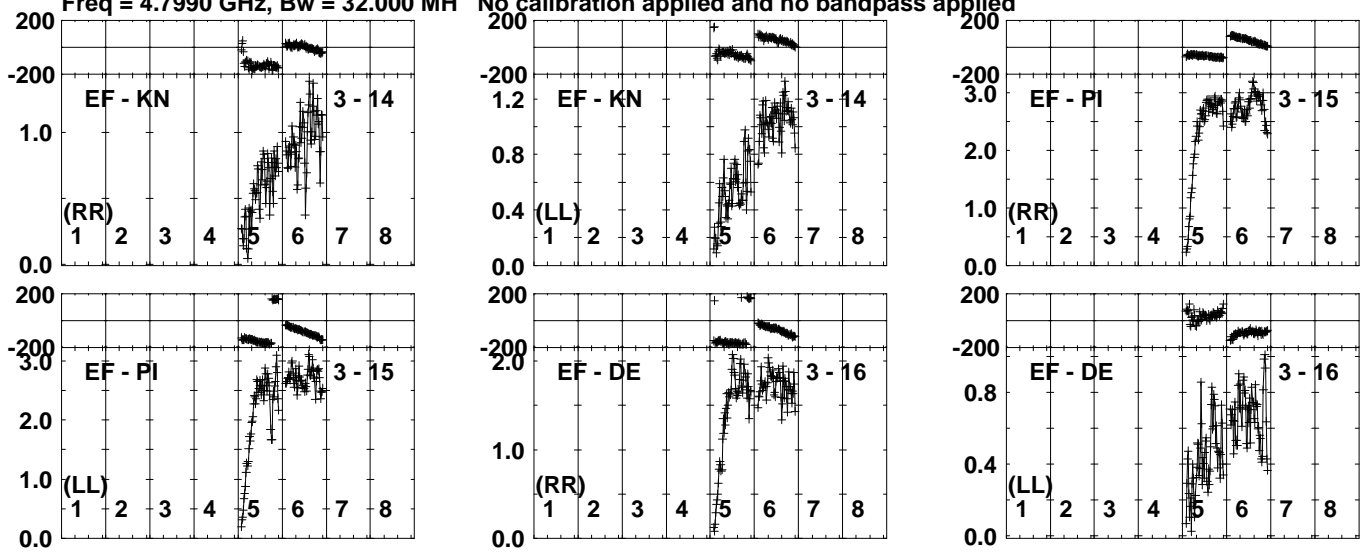 Freq = 4.7990 GHz, Bw = 32.000 MH No calibration applied and no bandpass applied
200
-200
EF - KN 3 - 14
1.0
(RR)
1 2 3 4 5 6 7 8
0.0
200
-200
1.2
EF - KN 3 - 14
0.8
0.4
(LL)
1 2 3 4 5 6 7 8
0.0
200
-200
3.0
EF - PI 3 - 15
2.0
1.0
(RR)
1 2 3 4 5 6 7 8
0.0
200
-200
3.0
EF - PI 3 - 15
2.0
1.0
(LL)
1 2 3 4 5 6 7 8
0.0
200
-200
2.0
EF - DE 3 - 16
1.0
(RR)
1 2 3 4 5 6 7 8
0.0
200
-200
EF - DE 3 - 16
0.8
0.4
(LL)
1 2 3 4 5 6 7 8
0.0